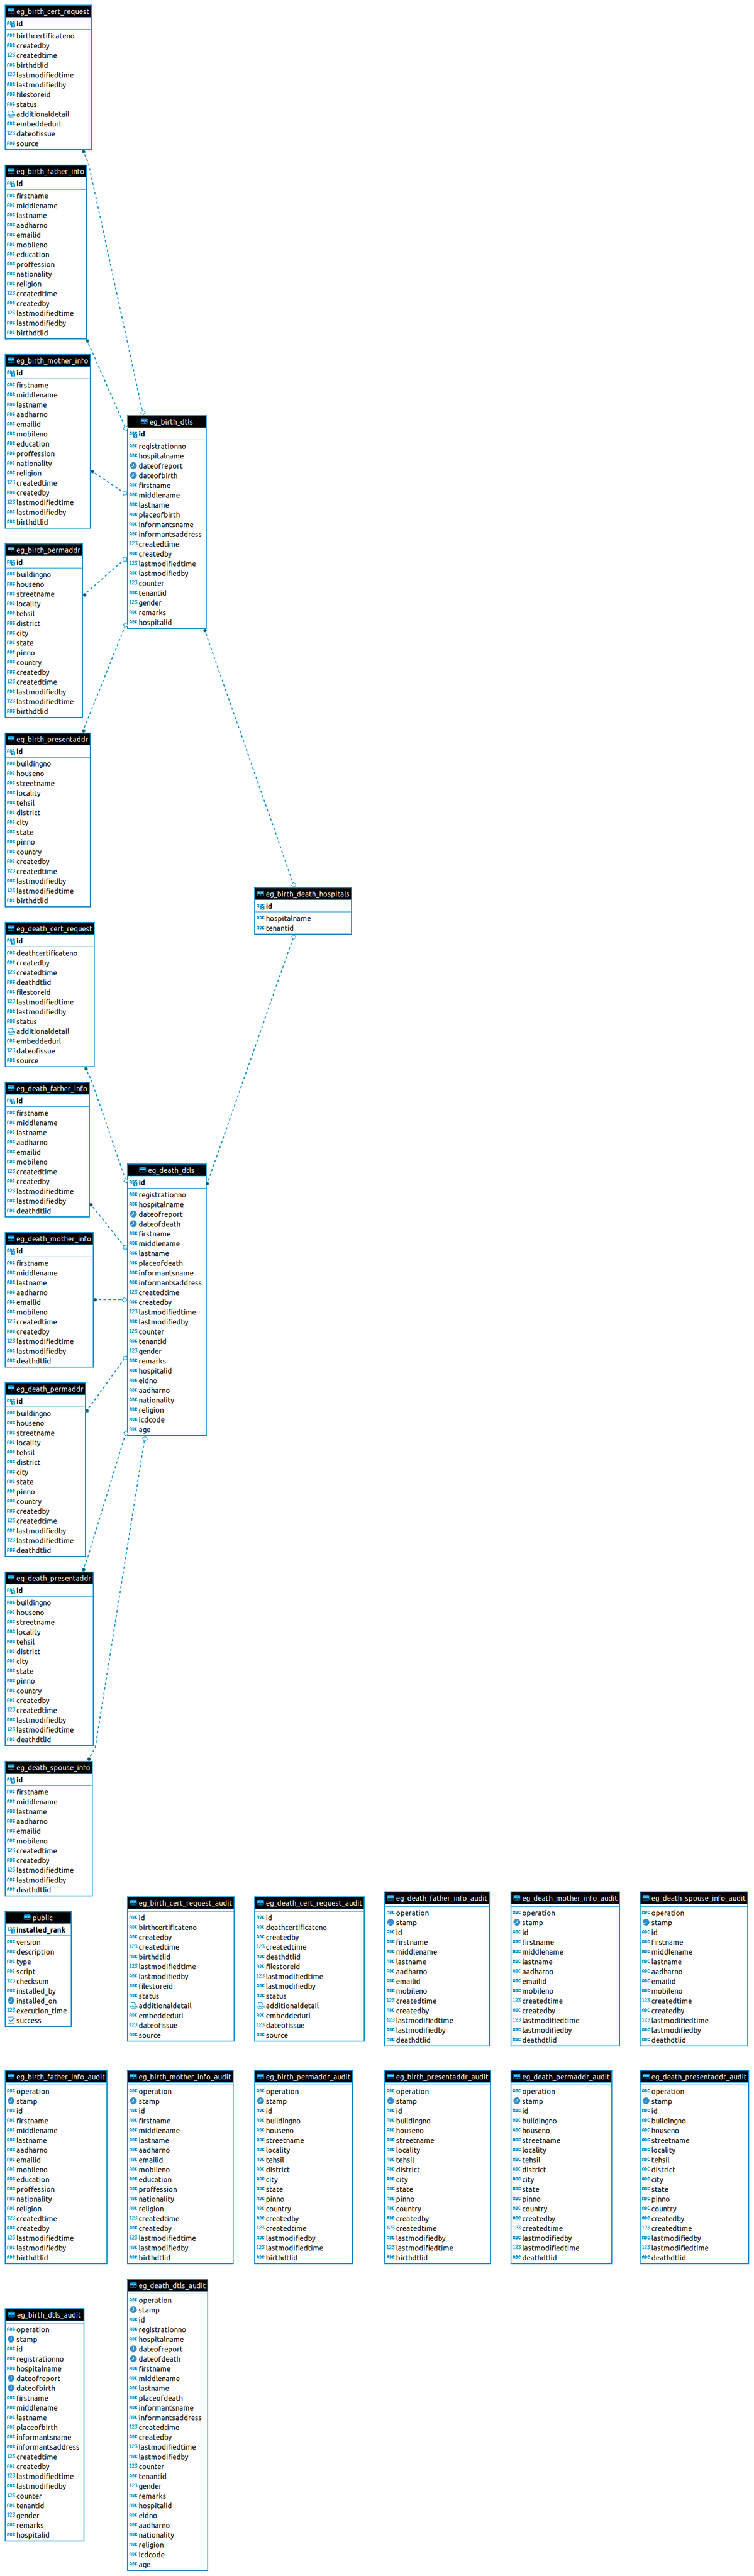 eg_birth_cert_request
id
birthcertificateno
createdby
createdtime
birthdtlid
lastmodifiedtime
lastmodifiedby
filestoreid
status
additionaldetail
embeddedurl
dateofissue
source
eg_birth_father_info
id
firstname
middlename
lastname
aadharno
emailid
mobileno
education
proffession
nationality
religion
createdtime
createdby
lastmodifiedtime
lastmodifiedby
birthdtlid
eg_birth_mother_info
id
firstname
middlename
lastname
aadharno
emailid
mobileno
education
proffession
nationality
religion
createdtime
createdby
lastmodifiedtime
lastmodifiedby
birthdtlid
eg_birth_dtls
id
registrationno
hospitalname
dateofreport
dateofbirth
firstname
middlename
lastname
placeofbirth
informantsname
informantsaddress
createdtime
createdby
lastmodifiedtime
lastmodifiedby
counter
tenantid
gender
remarks
hospitalid
eg_birth_permaddr
id
buildingno
houseno
streetname
locality
tehsil
district
city
state
pinno
country
createdby
createdtime
lastmodifiedby
lastmodifiedtime
birthdtlid
eg_birth_presentaddr
id
buildingno
houseno
streetname
locality
tehsil
district
city
state
pinno
country
createdby
createdtime
lastmodifiedby
lastmodifiedtime
birthdtlid
eg_birth_death_hospitals
id
hospitalname
tenantid
eg_death_cert_request
id
deathcertificateno
createdby
createdtime
deathdtlid
filestoreid
lastmodifiedtime
lastmodifiedby
status
additionaldetail
embeddedurl
dateofissue
source
eg_death_father_info
id
firstname
middlename
lastname
aadharno
emailid
mobileno
createdtime
createdby
lastmodifiedtime
lastmodifiedby
deathdtlid
eg_death_dtls
id
registrationno
hospitalname
dateofreport
dateofdeath
firstname
middlename
lastname
placeofdeath
informantsname
informantsaddress
createdtime
createdby
lastmodifiedtime
lastmodifiedby
counter
tenantid
gender
remarks
hospitalid
eidno
aadharno
nationality
religion
icdcode
age
eg_death_mother_info
id
firstname
middlename
lastname
aadharno
emailid
mobileno
createdtime
createdby
lastmodifiedtime
lastmodifiedby
deathdtlid
eg_death_permaddr
id
buildingno
houseno
streetname
locality
tehsil
district
city
state
pinno
country
createdby
createdtime
lastmodifiedby
lastmodifiedtime
deathdtlid
eg_death_presentaddr
id
buildingno
houseno
streetname
locality
tehsil
district
city
state
pinno
country
createdby
createdtime
lastmodifiedby
lastmodifiedtime
deathdtlid
eg_death_spouse_info
id
firstname
middlename
lastname
aadharno
emailid
mobileno
createdtime
createdby
lastmodifiedtime
lastmodifiedby
deathdtlid
public
installed_rank
version
description
type
script
checksum
installed_by
installed_on
execution_time
success
eg_birth_cert_request_audit
id
birthcertificateno
createdby
createdtime
birthdtlid
lastmodifiedtime
lastmodifiedby
filestoreid
status
additionaldetail
embeddedurl
dateofissue
source
eg_death_cert_request_audit
id
deathcertificateno
createdby
createdtime
deathdtlid
filestoreid
lastmodifiedtime
lastmodifiedby
status
additionaldetail
embeddedurl
dateofissue
source
eg_death_father_info_audit
operation
stamp
id
firstname
middlename
lastname
aadharno
emailid
mobileno
createdtime
createdby
lastmodifiedtime
lastmodifiedby
deathdtlid
eg_death_mother_info_audit
operation
stamp
id
firstname
middlename
lastname
aadharno
emailid
mobileno
createdtime
createdby
lastmodifiedtime
lastmodifiedby
deathdtlid
eg_death_spouse_info_audit
operation
stamp
id
firstname
middlename
lastname
aadharno
emailid
mobileno
createdtime
createdby
lastmodifiedtime
lastmodifiedby
deathdtlid
eg_birth_father_info_audit
operation
stamp
id
firstname
middlename
lastname
aadharno
emailid
mobileno
education
proffession
nationality
religion
createdtime
createdby
lastmodifiedtime
lastmodifiedby
birthdtlid
eg_birth_mother_info_audit
operation
stamp
id
firstname
middlename
lastname
aadharno
emailid
mobileno
education
proffession
nationality
religion
createdtime
createdby
lastmodifiedtime
lastmodifiedby
birthdtlid
eg_birth_permaddr_audit
operation
stamp
id
buildingno
houseno
streetname
locality
tehsil
district
city
state
pinno
country
createdby
createdtime
lastmodifiedby
lastmodifiedtime
birthdtlid
eg_birth_presentaddr_audit
operation
stamp
id
buildingno
houseno
streetname
locality
tehsil
district
city
state
pinno
country
createdby
createdtime
lastmodifiedby
lastmodifiedtime
birthdtlid
eg_death_permaddr_audit
operation
stamp
id
buildingno
houseno
streetname
locality
tehsil
district
city
state
pinno
country
createdby
createdtime
lastmodifiedby
lastmodifiedtime
deathdtlid
eg_death_presentaddr_audit
operation
stamp
id
buildingno
houseno
streetname
locality
tehsil
district
city
state
pinno
country
createdby
createdtime
lastmodifiedby
lastmodifiedtime
deathdtlid
eg_birth_dtls_audit
operation
stamp
id
registrationno
hospitalname
dateofreport
dateofbirth
firstname
middlename
lastname
placeofbirth
informantsname
informantsaddress
createdtime
createdby
lastmodifiedtime
lastmodifiedby
counter
tenantid
gender
remarks
hospitalid
eg_death_dtls_audit
operation
stamp
id
registrationno
hospitalname
dateofreport
dateofdeath
firstname
middlename
lastname
placeofdeath
informantsname
informantsaddress
createdtime
createdby
lastmodifiedtime
lastmodifiedby
counter
tenantid
gender
remarks
hospitalid
eidno
aadharno
nationality
religion
icdcode
age